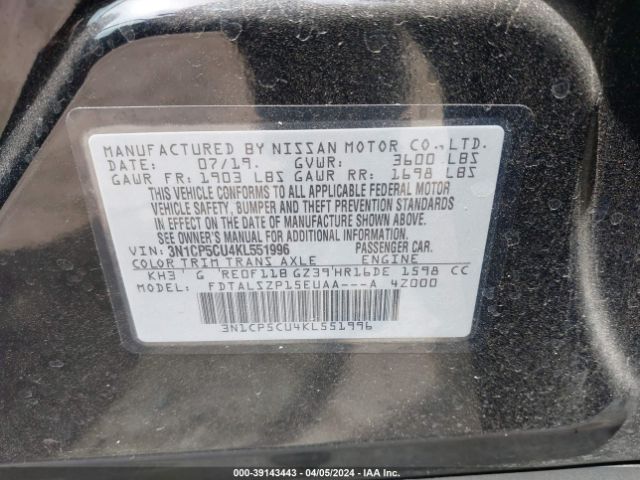 MANUFACTURED BY NISSAN MOTOR CO.,LTD.
DATE: 07/19. GVWR: 3600 LBS
GAWR FR: 1903 LBS GAWR RR: 1698 LBS
THIS VEHICLE CONFORMS TO ALL APPLICABLE FEDERAL MOTOR
VEHICLE SAFETY, BUMPER AND THEFT PREVENTION STANDARDS
IN EFFECT ON THE DATE OF MANUFACTURE SHOWN ABOVE.
SEE OWNER'S MANUAL FOR ADDITIONAL INFORMATION.
VIN: 3N1CP5CU4KL551996 PASSENGER CAR.
COLOR TRIM TRAN AXLE ENGINE
KH3 G RE0F11B GZ39 HR16DE 1598 CC
MODEL: FDTALSZP15EUAA---A 4Z000
3N1CP5CU4KL551996
000-39143443 - 04/05/2024 - IAA Inc.